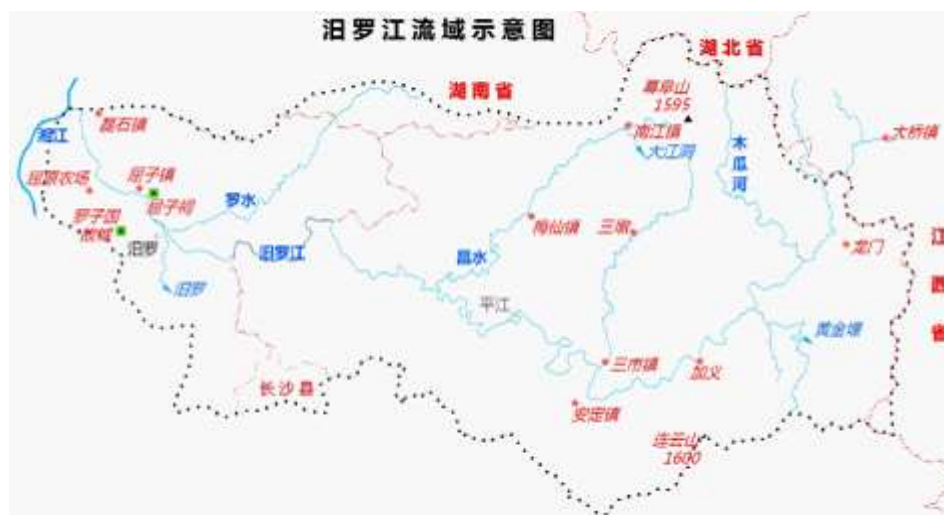 汨罗江流域示意图
湖北省
湖南省
幕阜山
1595
磊石镇
南江镇
大桥镇
湘江
大江洞
木瓜河
屈原农场
屈子镇
屈子祠
罗水
罗子国
故城
梅仙镇
三墩
汨罗
汨罗江
昌水
龙门
江西省
汨罗
平江
黄金堰
三市镇
加义
长沙县
安定镇
连云山
1600